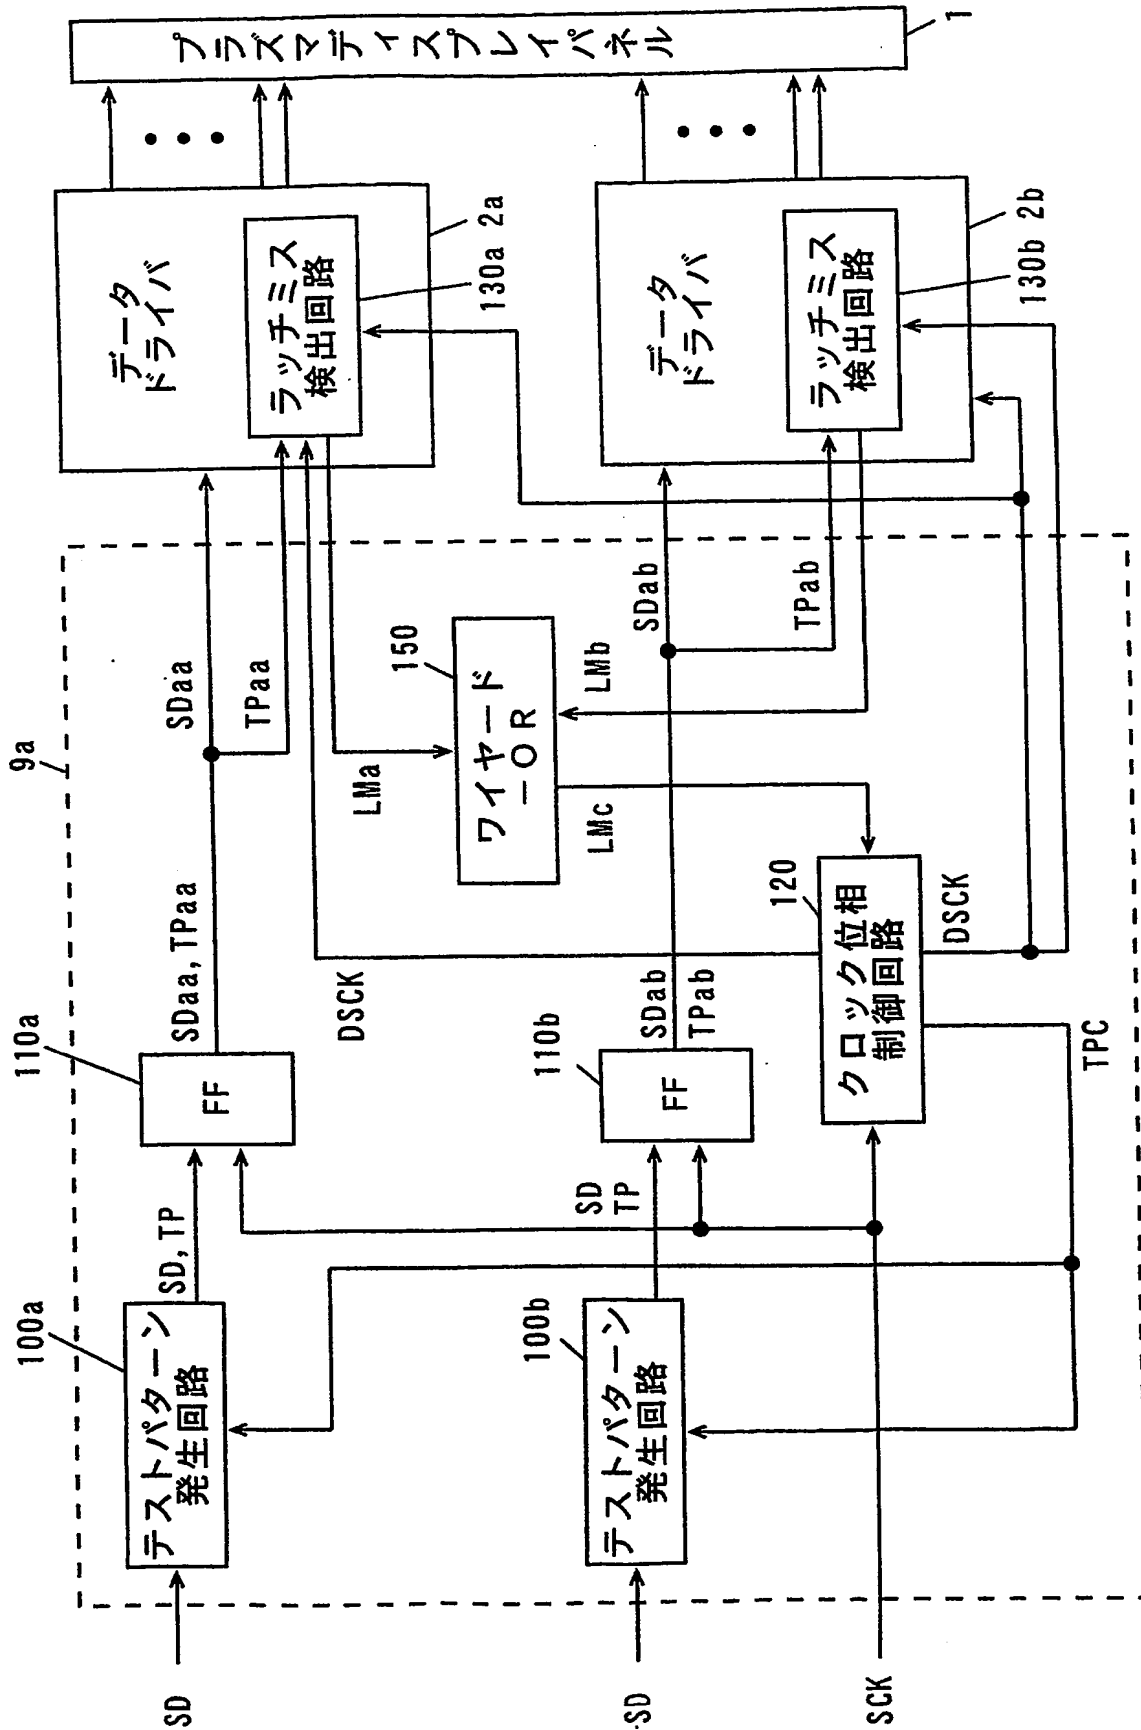 9a
SD
100a
テストパターン
発生回路
SD, TP
110a
FF
SDaa, TPaa
SDaa
TPaa
データ
ドライバ
ラッチミス
検出回路
2a
130a
プラズマディスプレイパネル
1
DSCK
LMa
150
ワイヤード
－OR
LMb
LMc
SD
100b
テストパターン
発生回路
SD
TP
110b
FF
SDab
TPab
SDab
TPab
データ
ドライバ
ラッチミス
検出回路
2b
130b
SCK
120
クロック位相
制御回路
DSCK
TPC